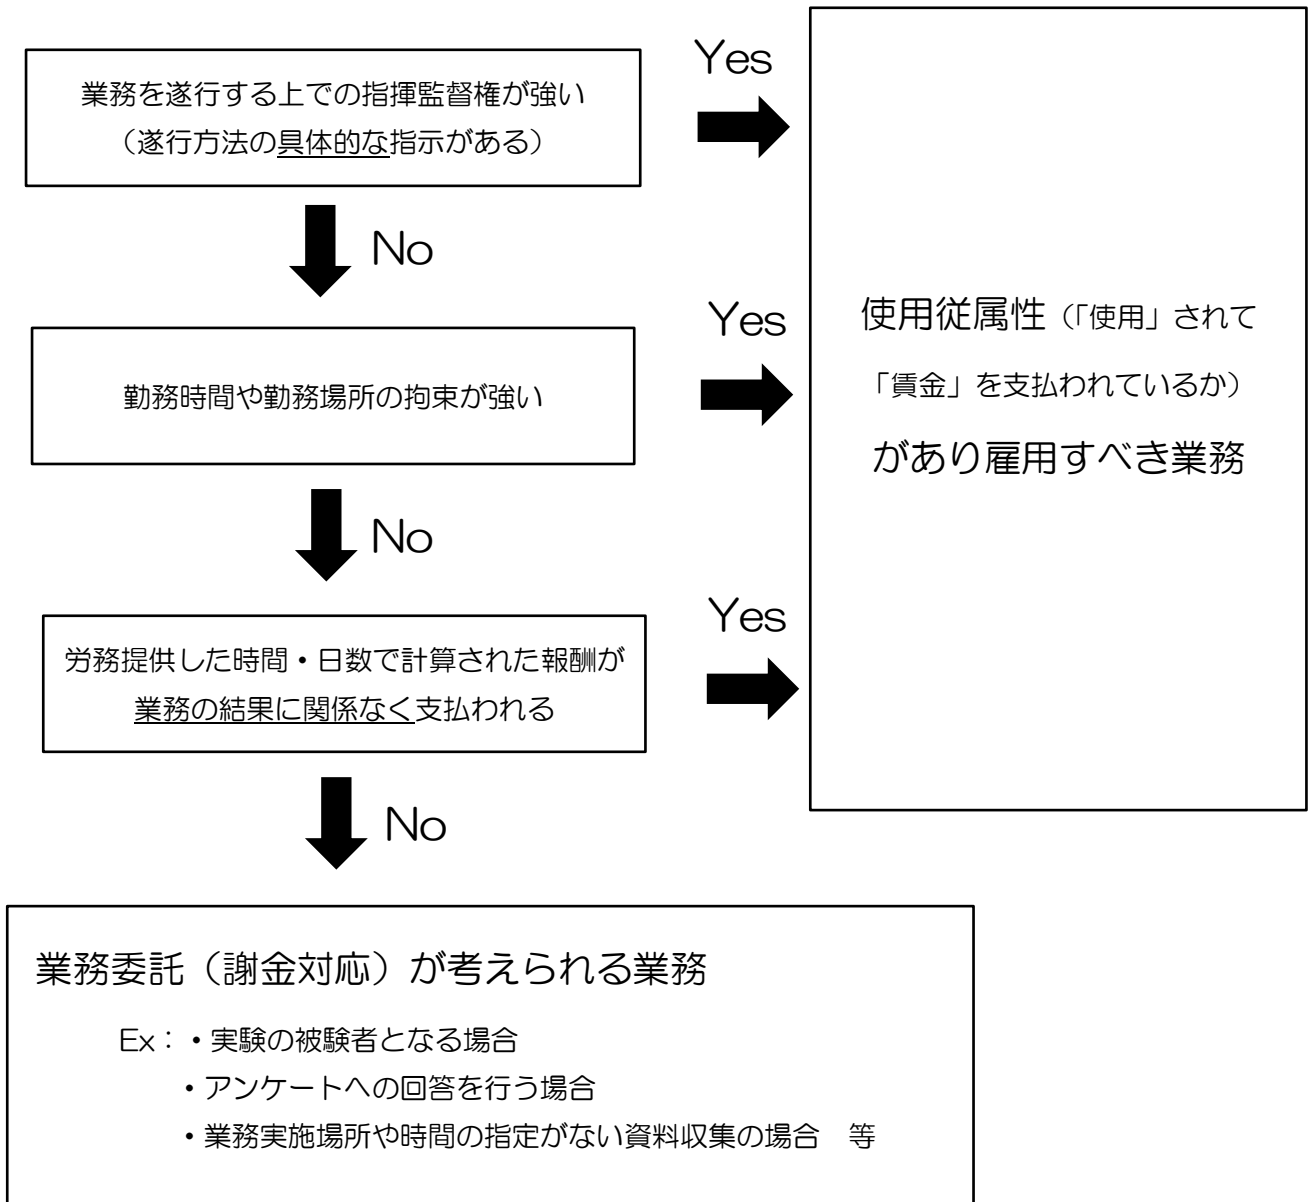 業務を遂行する上での指揮監督権が強い
（遂行方法の具体的な指示がある）
Yes
No
勤務時間や勤務場所の拘束が強い
Yes
No
労務提供した時間・日数で計算された報酬が
業務の結果に関係なく支払われる
Yes
No
使用従属性（「使用」されて
「賃金」を支払われているか）
があり雇用すべき業務
業務委託（謝金対応）が考えられる業務
Ex：・実験の被験者となる場合
・アンケートへの回答を行う場合
・業務実施場所や時間の指定がない資料収集の場合　等